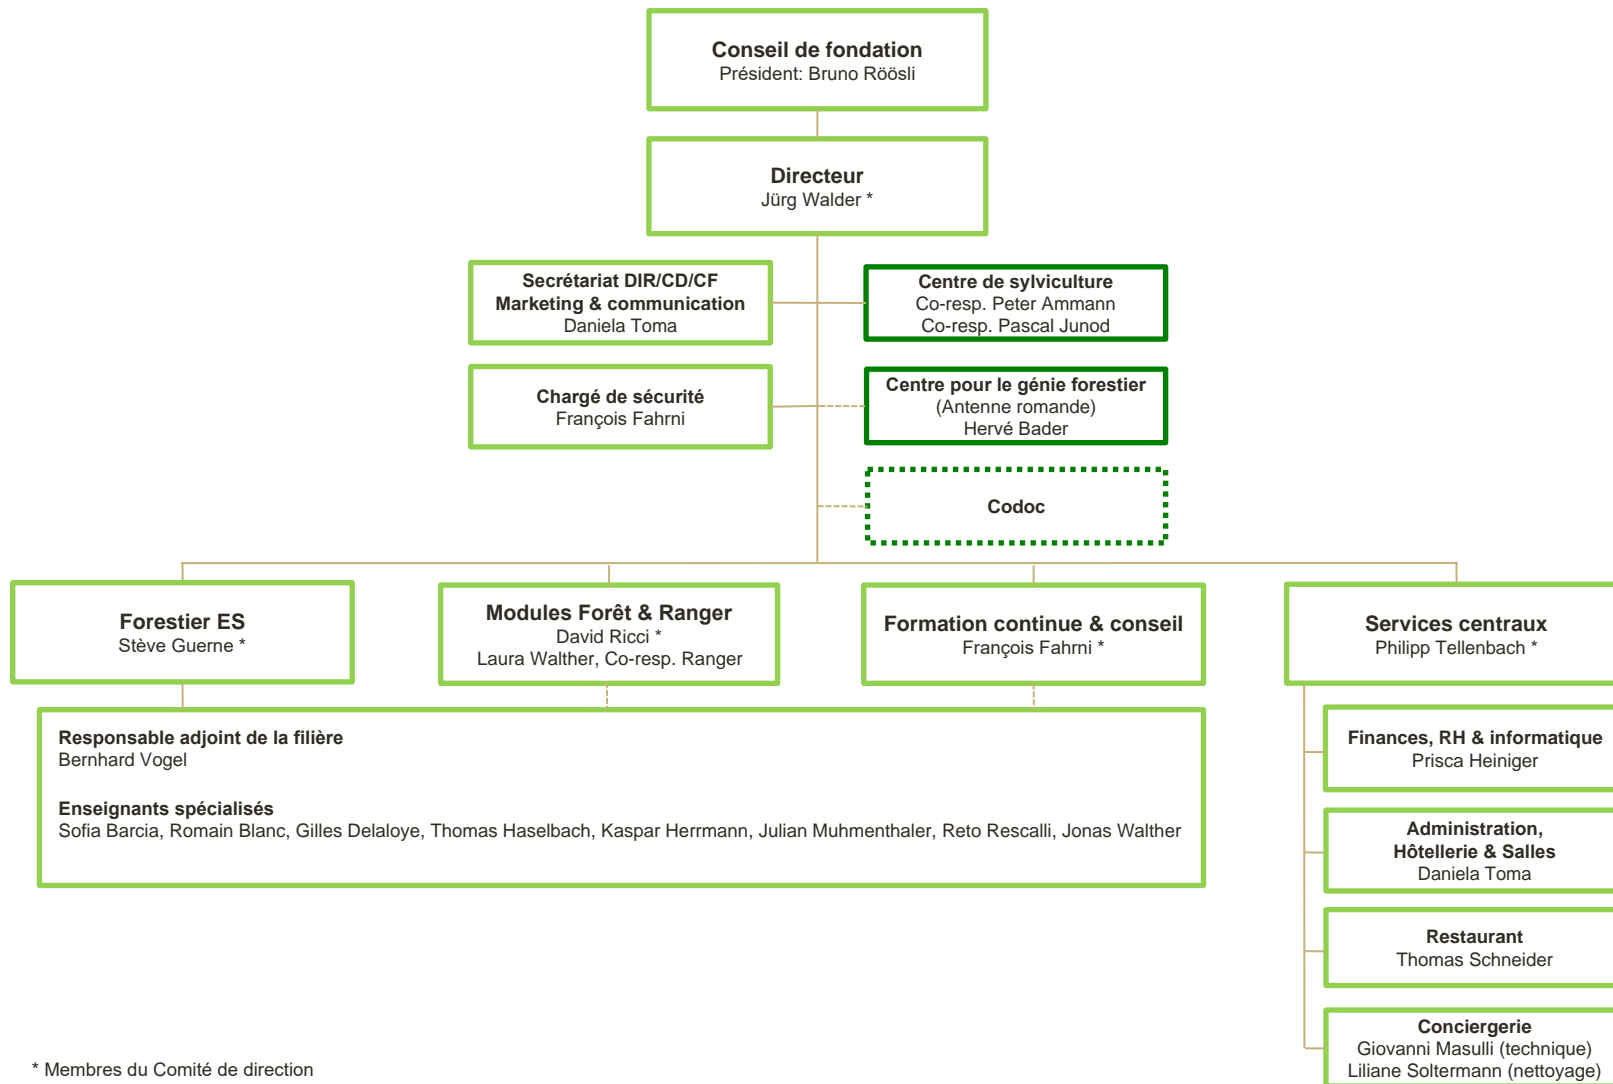 Conseil de fondation
Président: Bruno Röösli
Directeur
Jürg Walder *
Secrétariat DIR/CD/CF
Marketing & communication
Daniela Toma
Centre de sylviculture
Co-resp. Peter Ammann
Co-resp. Pascal Junod
Chargé de sécurité
François Fahrni
Centre pour le génie forestier
(Antenne romande)
Hervé Bader
Codoc
Forestier ES
Stève Guerne *
Modules Forêt & Ranger
David Ricci *
Laura Walther, Co-resp. Ranger
Formation continue & conseil
François Fahrni *
Services centraux
Philipp Tellenbach *
Responsable adjoint de la filière
Bernhard Vogel
Enseignants spécialisés
Sofia Barcia, Romain Blanc, Gilles Delaloye, Thomas Haselbach, Kaspar Herrmann, Julian Muhmenthaler, Reto Rescalli, Jonas Walther
Finances, RH & informatique
Prisca Heiniger
Administration,
Hôtellerie & Salles
Daniela Toma
Restaurant
Thomas Schneider
Conciergerie
Giovanni Masulli (technique)
Liliane Soltermann (nettoyage)
* Membres du Comité de direction